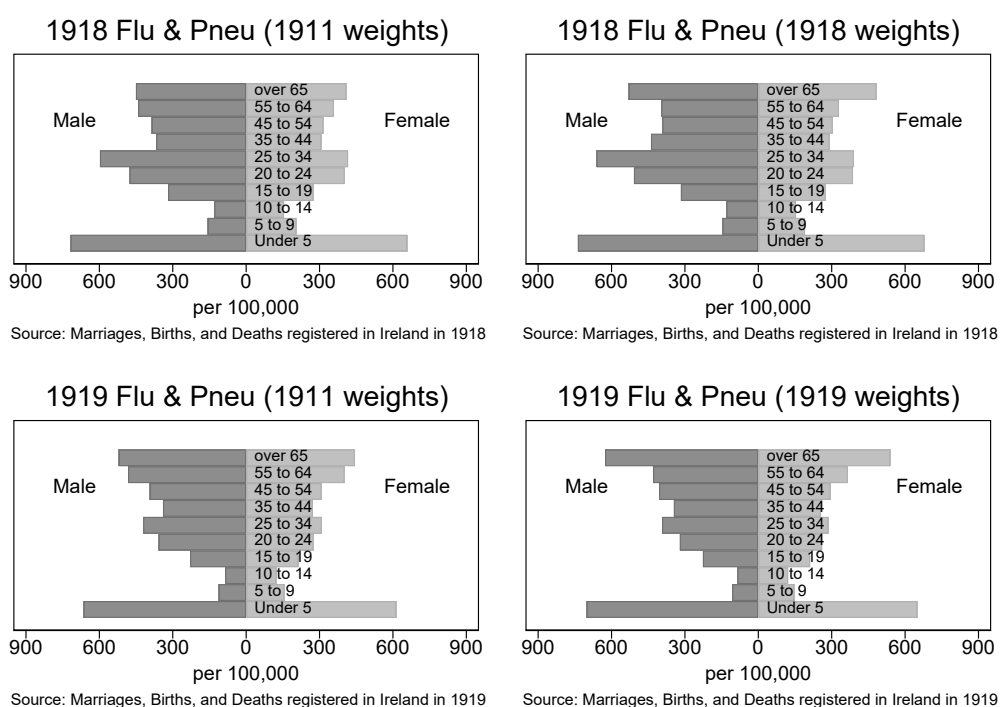 1918 Flu & Pneu (1911 weights)
Male
Female
over 65
55 to 64
45 to 54
35 to 44
25 to 34
20 to 24
15 to 19
10 to 14
5 to 9
Under 5
900 600 300 0 300 600 900
per 100,000
Source: Marriages, Births, and Deaths registered in Ireland in 1918
1918 Flu & Pneu (1918 weights)
Male
Female
over 65
55 to 64
45 to 54
35 to 44
25 to 34
20 to 24
15 to 19
10 to 14
5 to 9
Under 5
900 600 300 0 300 600 900
per 100,000
Source: Marriages, Births, and Deaths registered in Ireland in 1918
1919 Flu & Pneu (1911 weights)
Male
Female
over 65
55 to 64
45 to 54
35 to 44
25 to 34
20 to 24
15 to 19
10 to 14
5 to 9
Under 5
900 600 300 0 300 600 900
per 100,000
Source: Marriages, Births, and Deaths registered in Ireland in 1919
1919 Flu & Pneu (1919 weights)
Male
Female
over 65
55 to 64
45 to 54
35 to 44
25 to 34
20 to 24
15 to 19
10 to 14
5 to 9
Under 5
900 600 300 0 300 600 900
per 100,000
Source: Marriages, Births, and Deaths registered in Ireland in 1919